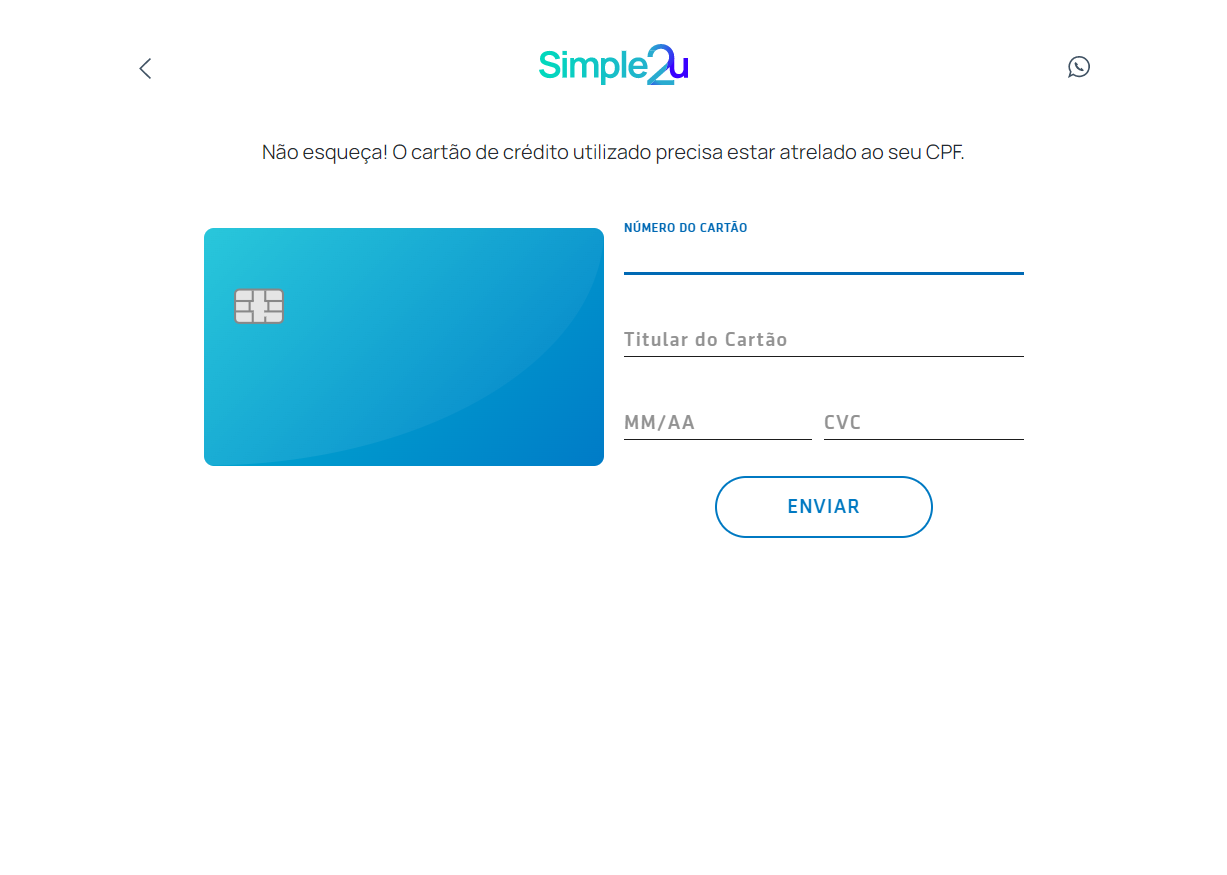 Simple2u
Não esqueça! O cartão de crédito utilizado precisa estar atrelado ao seu CPF.
NÚMERO DO CARTÃO
Titular do Cartão
MM/AA CVC
ENVIAR